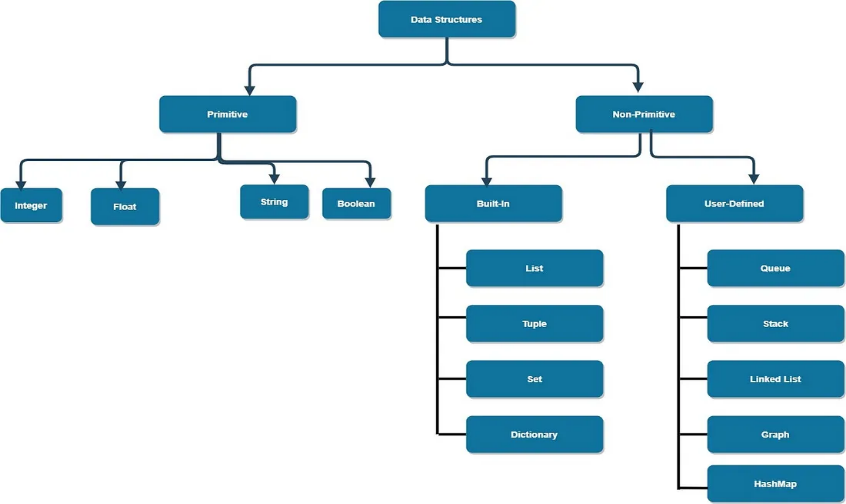 Data Structures
Primitive
Non-Primitive
Integer
Float
String
Boolean
Built-In
User-Defined
List
Tuple
Set
Dictionary
Queue
Stack
Linked List
Graph
HashMap